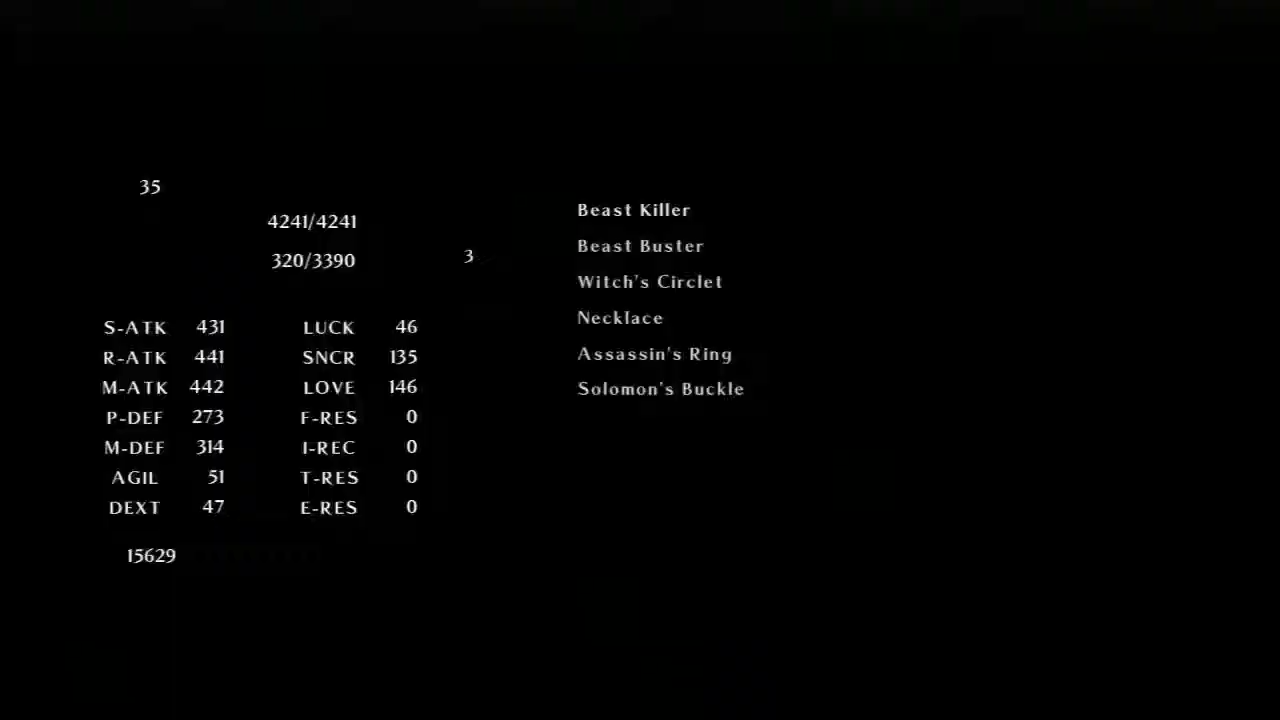 35
4241/4241
320/3390
3
S-ATK 431 LUCK 46
R-ATK 441 SNCR 135
M-ATK 442 LOVE 146
P-DEF 273 F-RES 0
M-DEF 314 I-REC 0
AGIL 51 T-RES 0
DEXT 47 E-RES 0
15629
Beast Killer
Beast Buster
Witch's Circlet
Necklace
Assassin's Ring
Solomon's Buckle